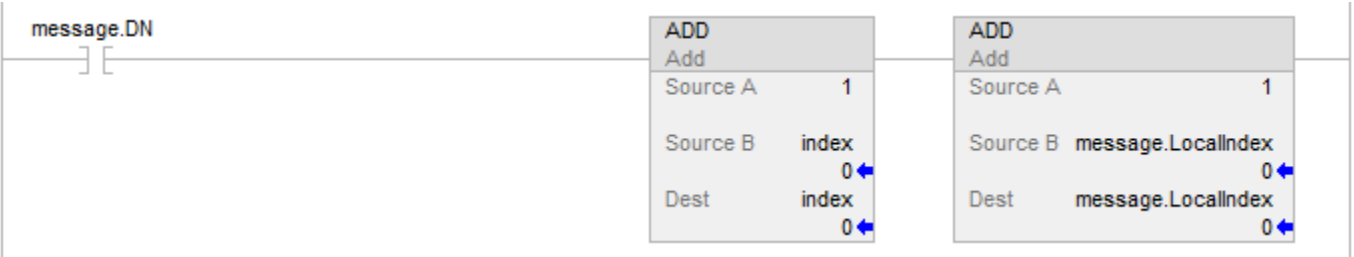 message.DN
ADD
Add
Source A 1
Source B index
0
Dest index
0
ADD
Add
Source A 1
Source B message.LocalIndex
0
Dest message.LocalIndex
0